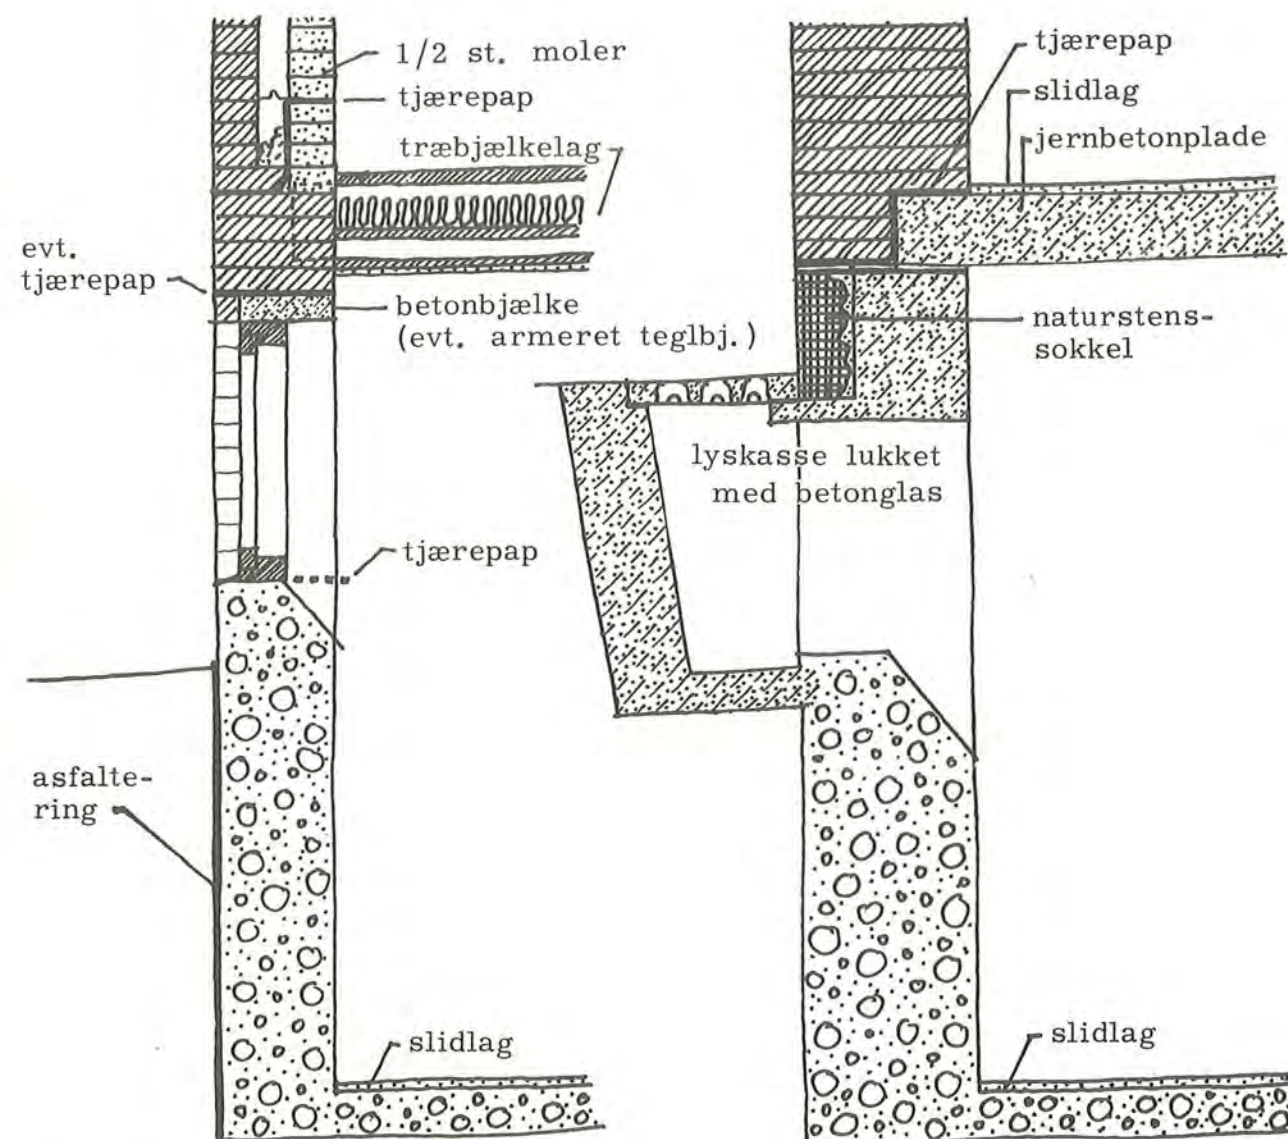 1/2 st. moler
tjærepap
træbjælkelag
evt.
tjærepap
betonbjælke
(evt. armeret teglbj.)
tjærepap
asfalte-
ring
slidlag
tjærepap
slidlag
jernbetonplade
naturstens-
sokkel
lyskasse lukket
med betonglas
slidlag